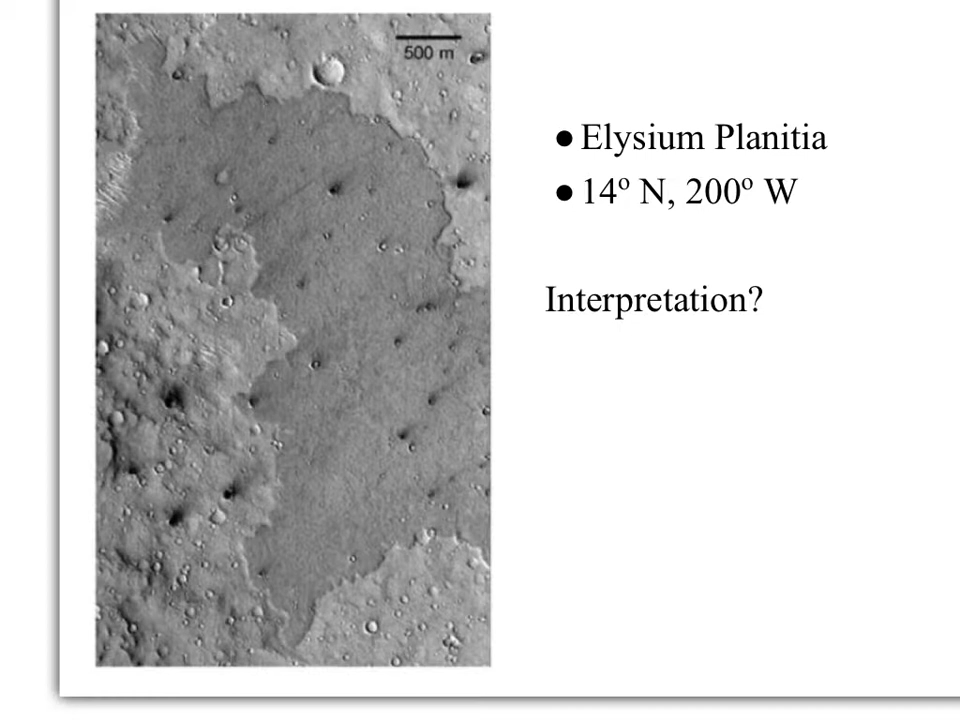 500 m
● Elysium Planitia
● 14º N, 200º W
Interpretation?